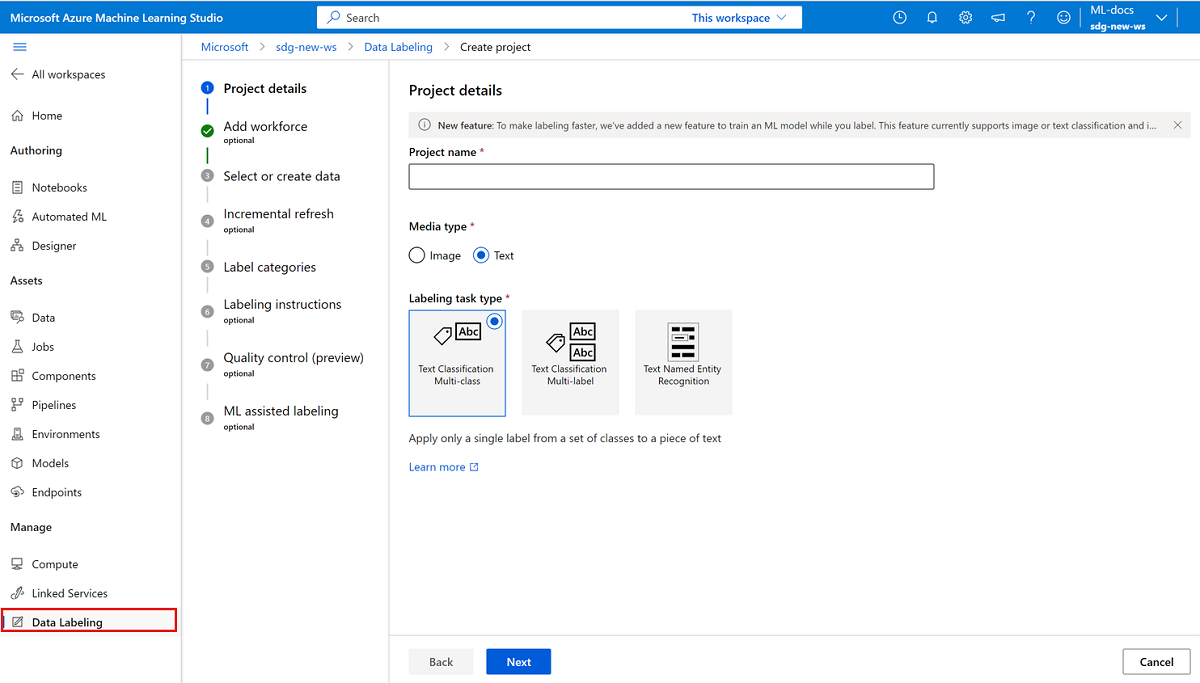 Microsoft Azure Machine Learning Studio
Search
This workspace
ML-docs
sdg-new-ws
All workspaces
Home
Authoring
Notebooks
Automated ML
Designer
Assets
Data
Jobs
Components
Pipelines
Environments
Models
Endpoints
Manage
Compute
Linked Services
Data Labeling
Microsoft > sdg-new-ws > Data Labeling > Create project
1 Project details
Add workforce
optional
3 Select or create data
4 Incremental refresh
optional
5 Label categories
6 Labeling instructions
optional
7 Quality control (preview)
optional
8 ML assisted labeling
optional
Project details
New feature: To make labeling faster, we've added a new feature to train an ML model while you label. This feature currently supports image or text classification and i...
Project name *
Media type *
Image
Text
Labeling task type *
Abc
Text Classification
Multi-class
Abc
Abc
Text Classification
Multi-label
Text Named Entity
Recognition
Apply only a single label from a set of classes to a piece of text
Learn more
Back
Next
Cancel